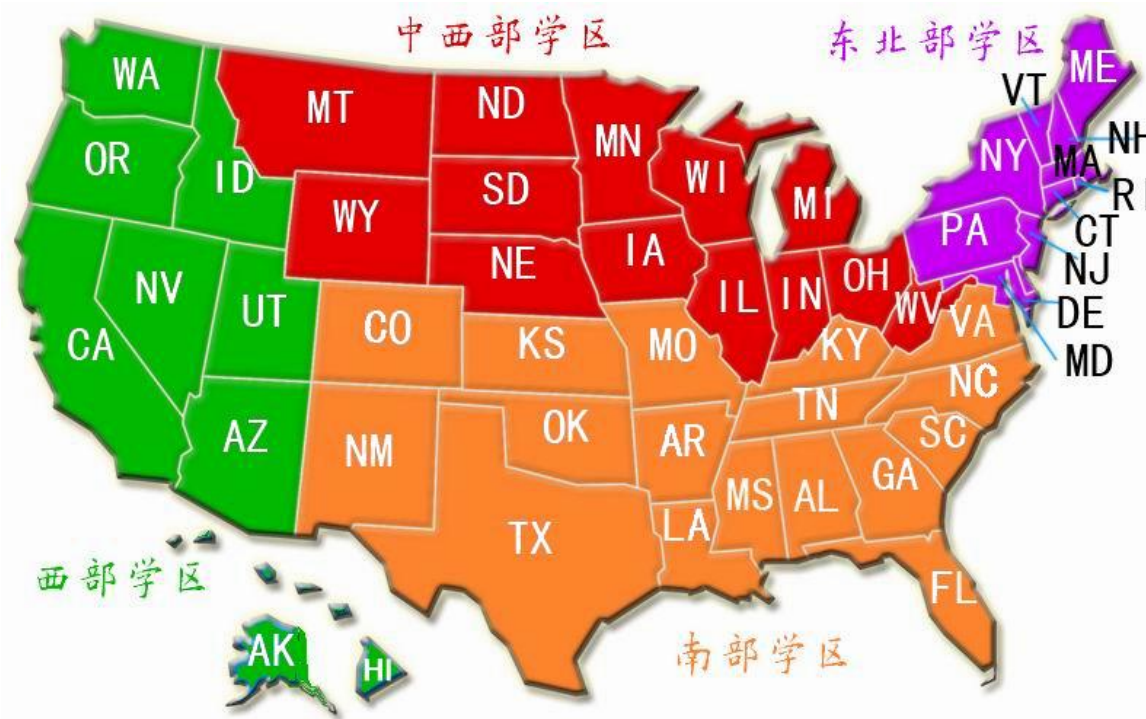 中西部学区
东北部学区
WA
MT
ND
MN
ME
VT
OR
ID
SD
WI
MI
NY
NH
MA
RI
WY
NE
IA
PA
CT
NJ
NV
UT
CO
KS
MO
IL
IN
OH
WV
KY
VA
DE
MD
CA
AZ
NM
OK
AR
TN
NC
SC
TX
LA
MS
AL
GA
FL
西部学区
AK
HI
南部学区